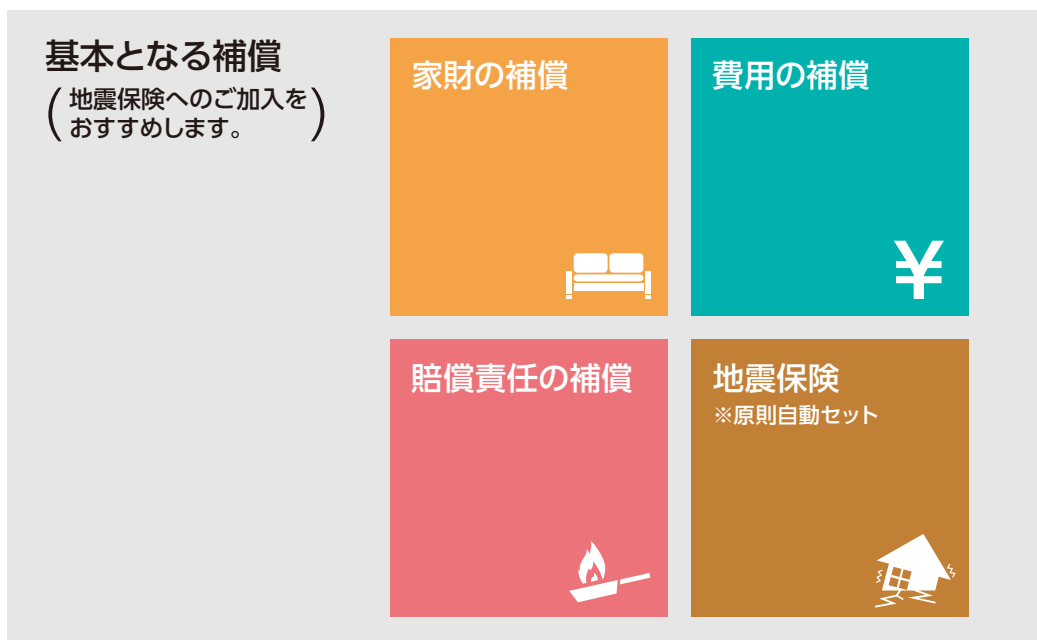 基本となる補償
(地震保険へのご加入を
おすすめします。)
家財の補償
費用の補償
¥
賠償責任の補償
地震保険
※原則自動セット